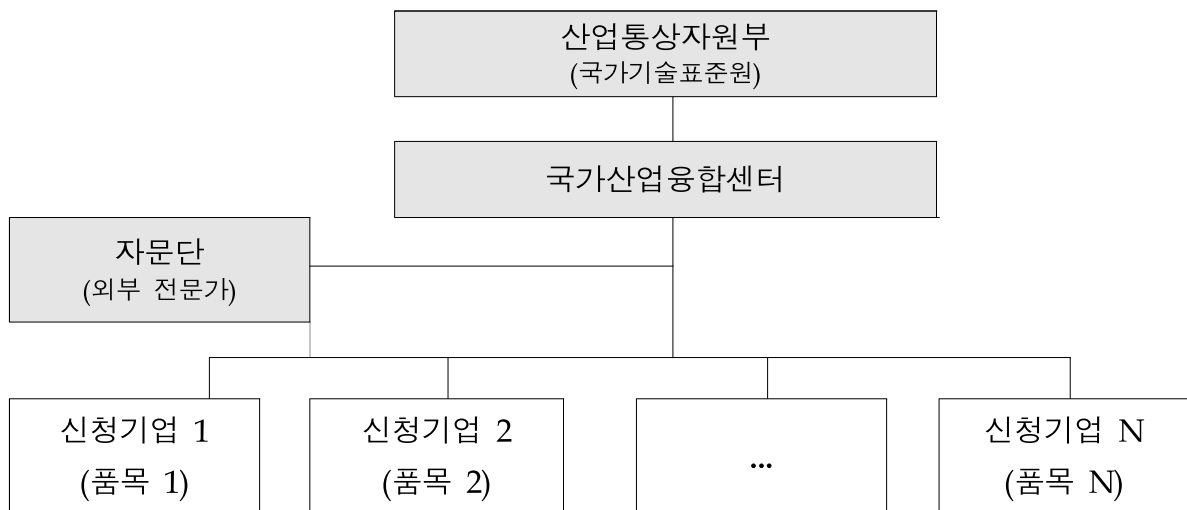 산업통상자원부
(국가기술표준원)
국가산업융합센터
자문단
(외부 전문가)
신청기업 1
(품목 1)
신청기업 2
(품목 2)
...
신청기업 N
(품목 N)